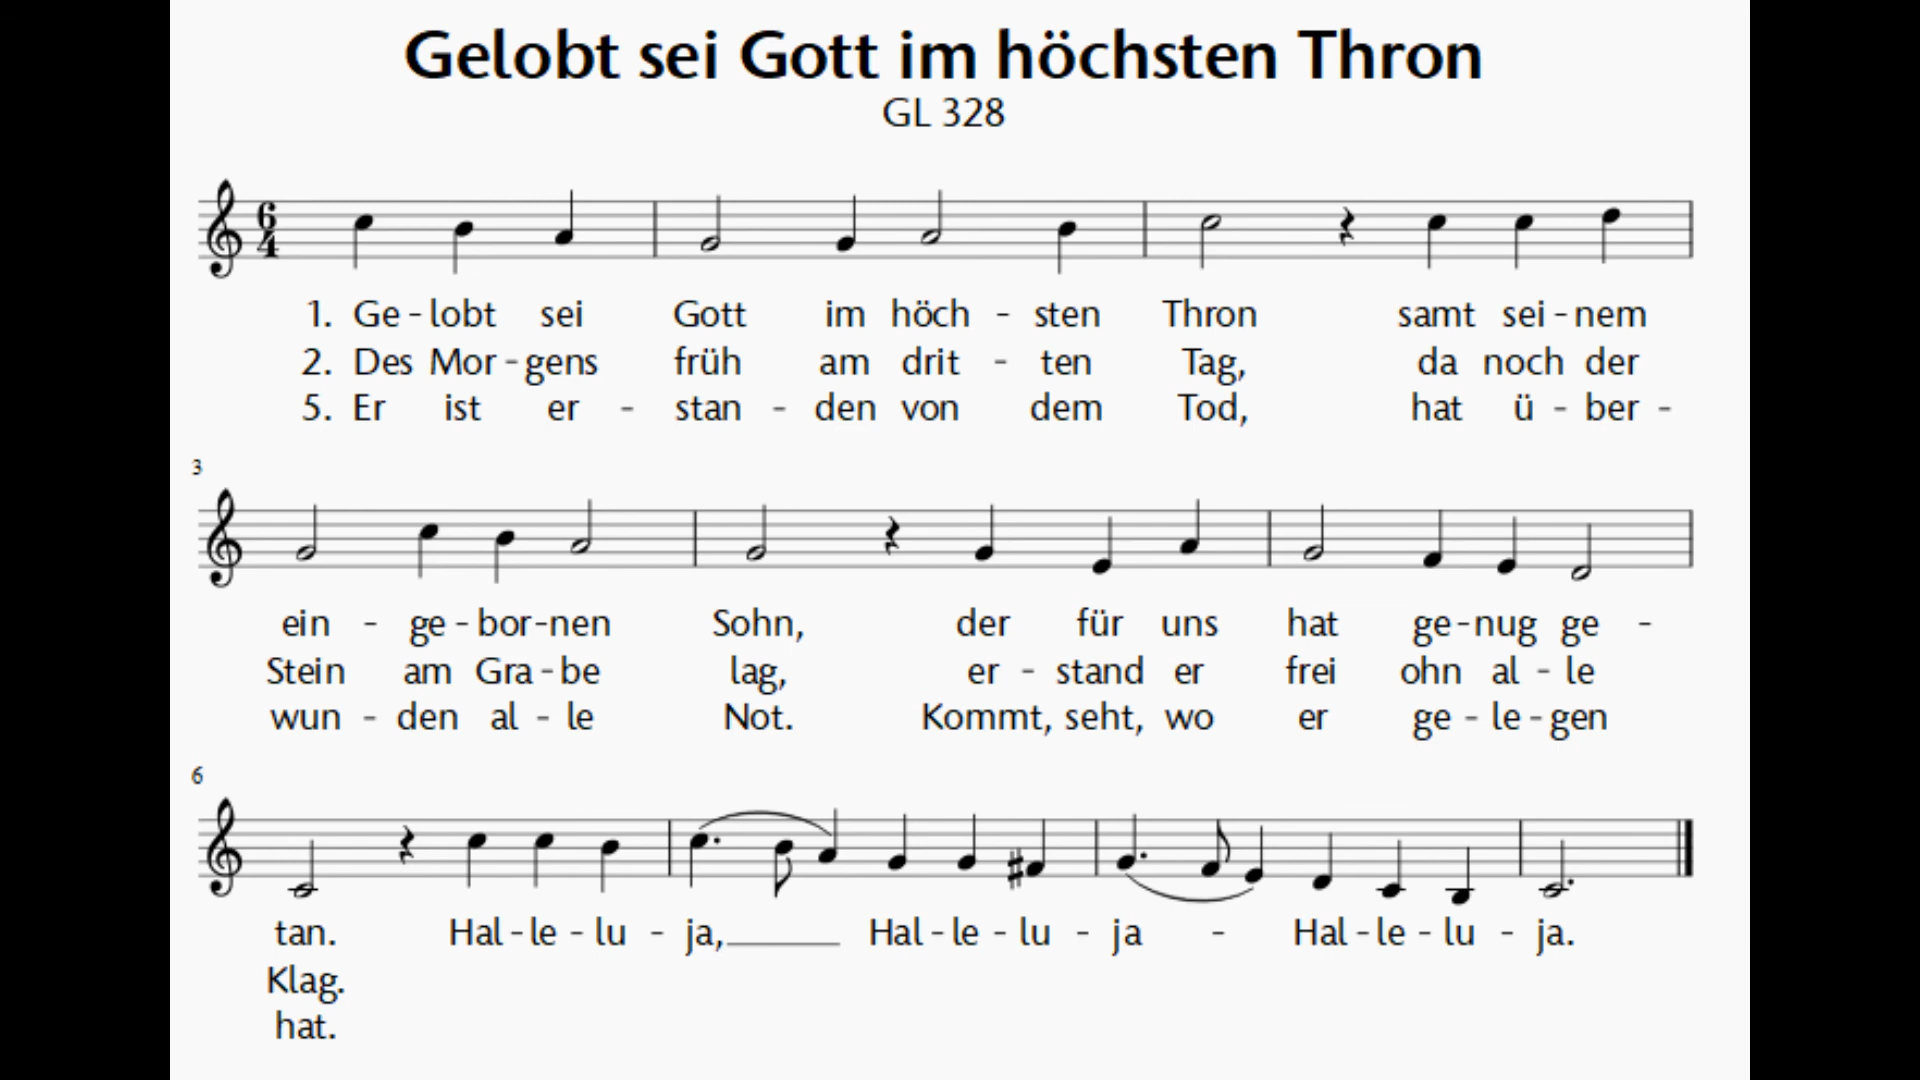 Gelobt sei Gott im höchsten Thron
GL 328
6
4
1. Ge - lobt sei Gott im höch - sten Thron samt sei - nem
2. Des Mor - gens früh am drit - ten Tag, da noch der
5. Er ist er - stan - den von dem Tod, hat ü - ber -
3
ein - ge - bor - nen Sohn, der für uns hat ge - nug ge -
Stein am Gra - be lag, er - stand er frei ohn al - le
wun - den al - le Not. Kommt, seht, wo er ge - le - gen
6
tan. Hal - le - lu - ja, Hal - le - lu - ja - Hal - le - lu - ja.
Klag.
hat.